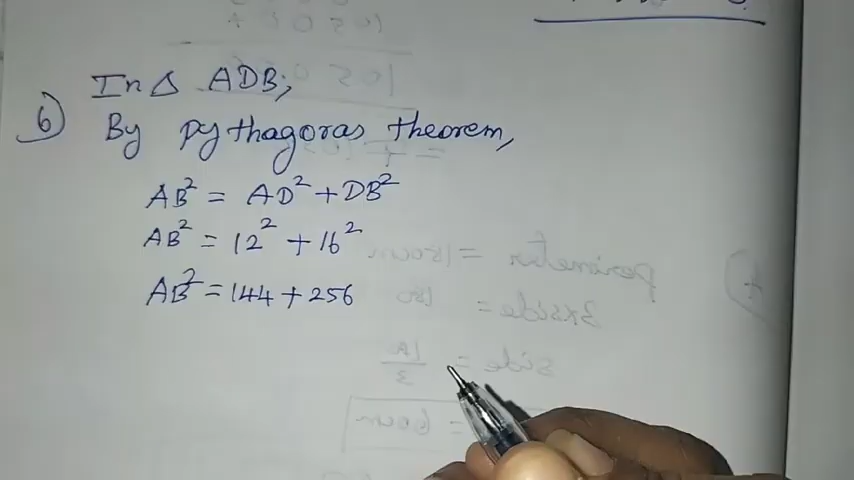 6) In △ ADB;
By pythagoras theorem,
AB² = AD² + DB²
AB² = 12² + 16²
AB² = 144 + 256